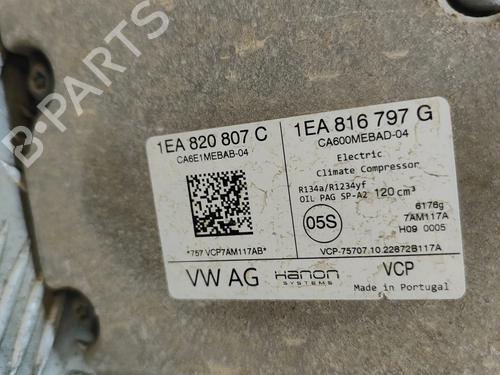 B-PARTS
1EA 820 807 C
CA6E1MEBAB-04
*757 VCP7AM117AB*
1EA 816 797 G
CA600MEBAD-04
Electric
Climate Compressor
R134a/R1234yf
OIL PAG SP-A2 120 cm³
05S
6176g
7AM117A
H09 0005
VCP-75707.10.22872B117A
VW AG
Hanon
SYSTEMS
VCP
Made in Portugal